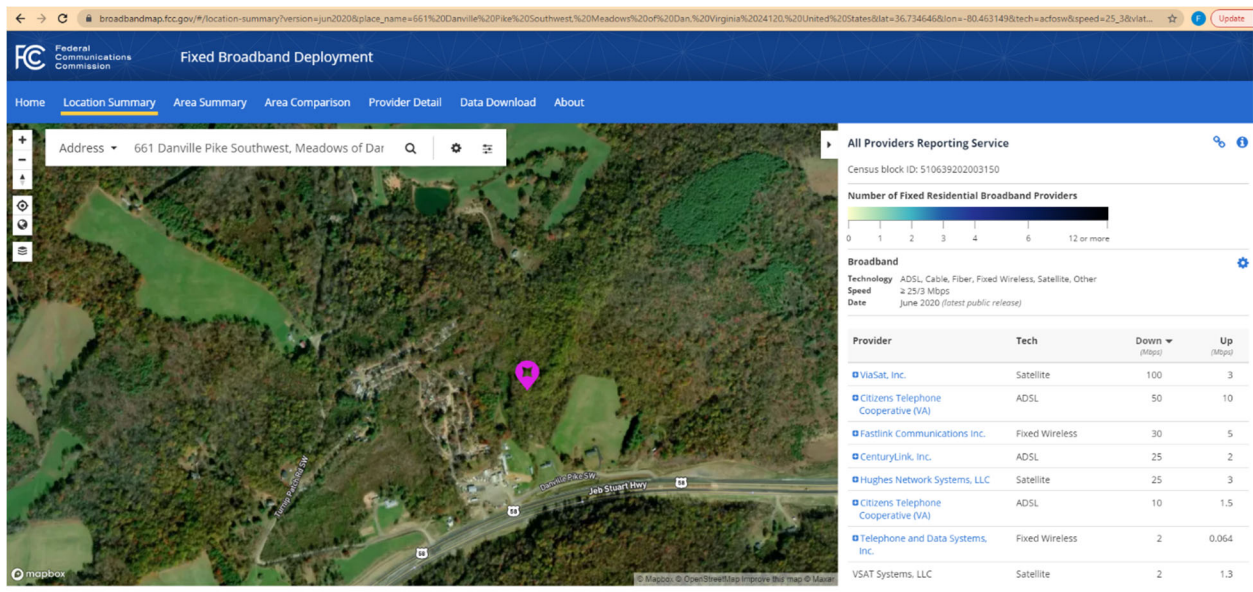 broadbandmap.fcc.gov/#/location-summary?version=jun2020&place_name=661%20Danville%20Pike%20Southwest,%20Meadows%20of%20Dan,%20Virginia%2024120,%20United%20States&lat=36.734646&lon=-80.463149&tech=acfosw&speed=25_3&vlat... F Update
FCC Federal
Communications
Commission
Fixed Broadband Deployment
Home Location Summary Area Summary Area Comparison Provider Detail Data Download About
Address 661 Danville Pike Southwest, Meadows of Dar
Turnip Patch Rd SW
Danville Pike SW
Jeb Stuart Hwy
58
58
58
mapbox
© Mapbox © OpenStreetMap Improve this map © Maxar
All Providers Reporting Service
Census block ID: 510639202003150
Number of Fixed Residential Broadband Providers
0 1 2 3 4 6 12 or more
Broadband
Technology ADSL, Cable, Fiber, Fixed Wireless, Satellite, Other
Speed ≥ 25/3 Mbps
Date June 2020 (latest public release)
Provider Tech Down Up
(Mbps) (Mbps)
ViaSat, Inc. Satellite 100 3
Citizens Telephone ADSL 50 10
Cooperative (VA)
Fastlink Communications Inc. Fixed Wireless 30 5
CenturyLink, Inc. ADSL 25 2
Hughes Network Systems, LLC Satellite 25 3
Citizens Telephone ADSL 10 1.5
Cooperative (VA)
Telephone and Data Systems, Fixed Wireless 2 0.064
Inc.
VSAT Systems, LLC Satellite 2 1.3